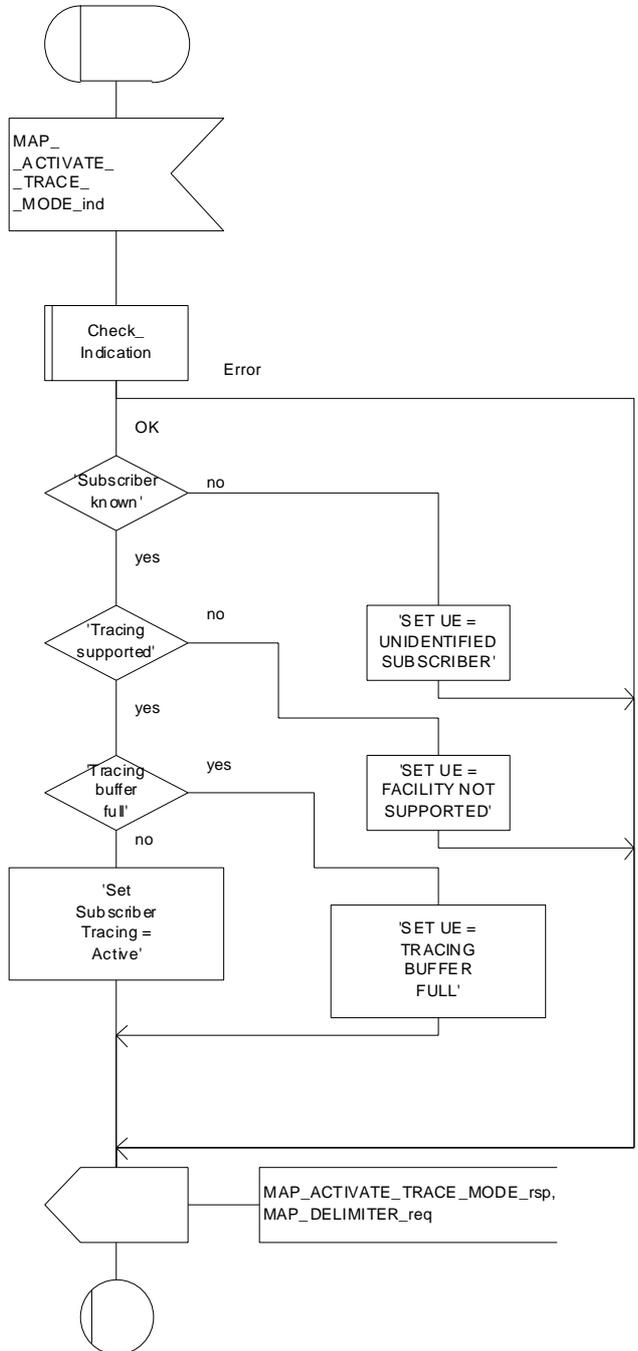 MAP_
_ACTIVATE_
_TRACE_
_MODE_ind
Check_
Indication
Error
OK
'Subscriber
known'
no
yes
'Tracing
supported'
no
'SET UE =
UNIDENTIFIED
SUBSCRIBER'
yes
'Tracing
buffer
full'
yes
'SET UE =
FACILITY NOT
SUPPORTED'
no
'Set
Subscriber
Tracing =
Active'
'SET UE =
TRACING
BUFFER
FULL'
MAP_ACTIVATE_TRACE_MODE_rsp,
MAP_DELIMITER_req